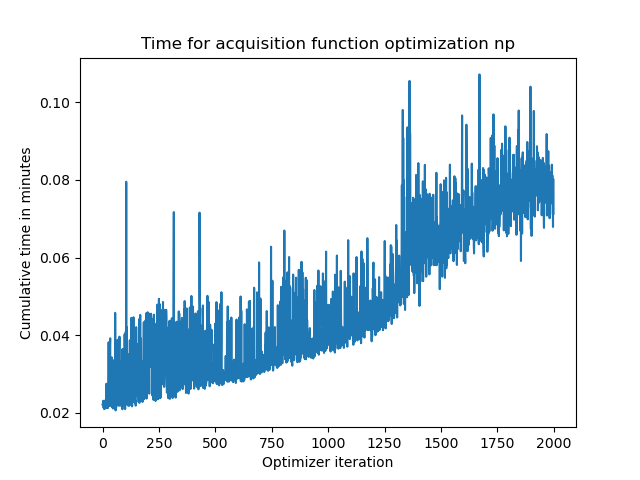 Time for acquisition function optimization np
Cumulative time in minutes
0.10
0.08
0.06
0.04
0.02
0 250 500 750 1000 1250 1500 1750 2000
Optimizer iteration